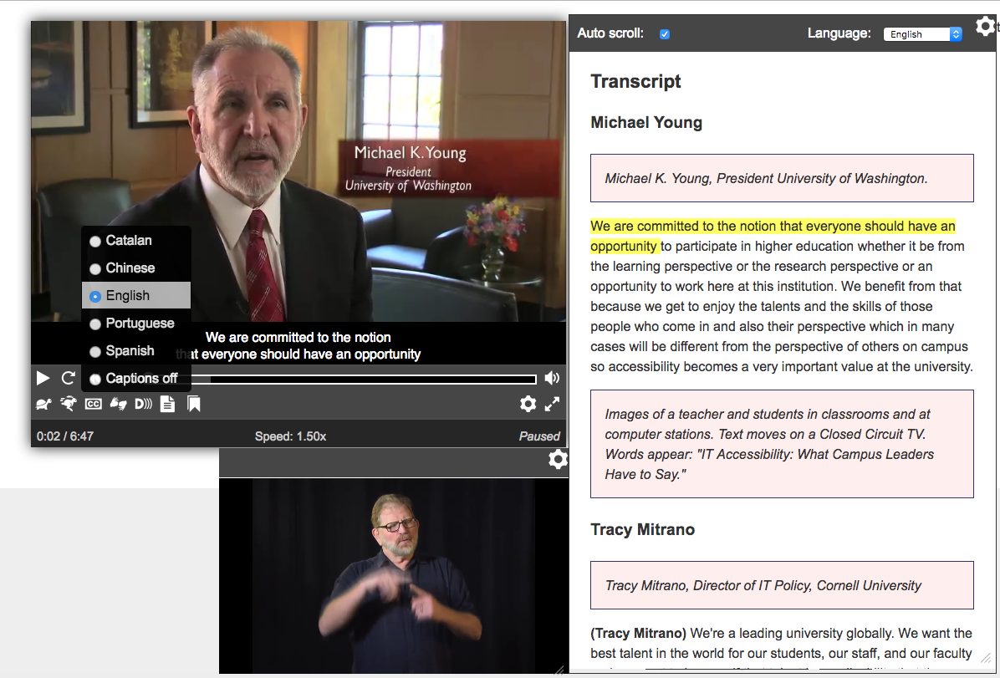 Michael K. Young
President
University of Washington
Catalan
Chinese
English
Portuguese
Spanish
Captions off
We are committed to the notion
that everyone should have an opportunity
CC
D
0:02 / 6:47
Speed: 1.50x
Paused
Auto scroll:
Language:
English
Transcript
Michael Young
Michael K. Young, President University of Washington.
We are committed to the notion that everyone should have an
opportunity to participate in higher education whether it be from
the learning perspective or the research perspective or an
opportunity to work here at this institution. We benefit from that
because we get to enjoy the talents and the skills of those
people who come in and also their perspective which in many
cases will be different from the perspective of others on campus
so accessibility becomes a very important value at the university.
Images of a teacher and students in classrooms and at
computer stations. Text moves on a Closed Circuit TV.
Words appear: "IT Accessibility: What Campus Leaders
Have to Say."
Tracy Mitrano
Tracy Mitrano, Director of IT Policy, Cornell University
(Tracy Mitrano) We're a leading university globally. We want the
best talent in the world for our students, our staff, and our faculty